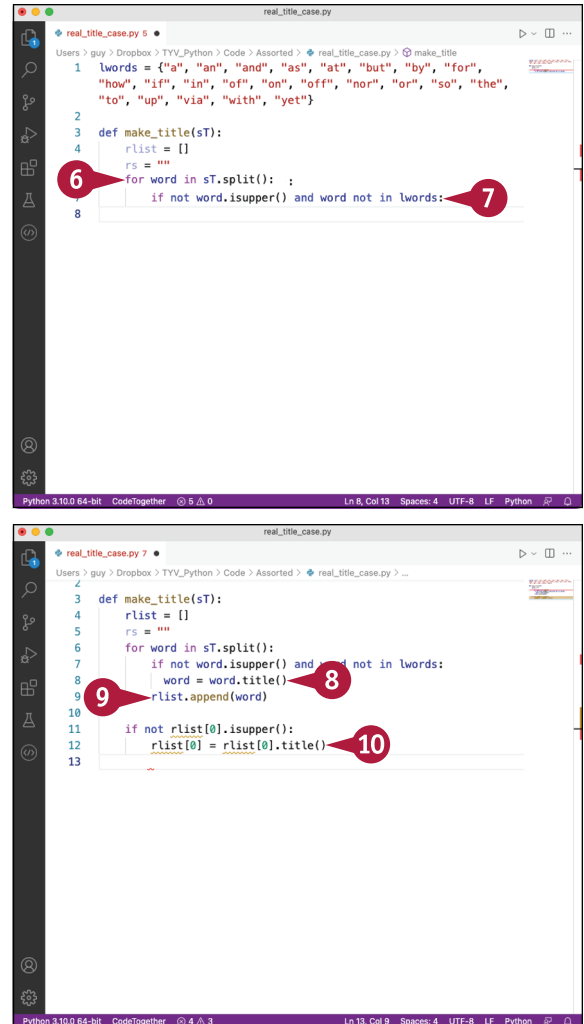 real_title_case.py
real_title_case.py 5
Users > guy > Dropbox > TYV_Python > Code > Assorted > real_title_case.py > make_title
1 lwords = {"a", "an", "and", "as", "at", "but", "by", "for",
"how", "if", "in", "of", "on", "off", "nor", "or", "so", "the",
"to", "up", "via", "with", "yet"}
2
3 def make_title(sT):
4 rlist = []
5 rs = ""
6 for word in sT.split(): :
7 if not word.isupper() and word not in lwords: 7
8
1
Python 3.10.0 64-bit CodeTogether 5 0 Ln 8, Col 13 Spaces: 4 UTF-8 LF Python
real_title_case.py
real_title_case.py 7
Users > guy > Dropbox > TYV_Python > Code > Assorted > real_title_case.py > ...
2
3 def make_title(sT):
4 rlist = []
5 rs = ""
6 for word in sT.split():
7 if not word.isupper() and word not in lwords:
8 word = word.title() 8
9 9 rlist.append(word)
10
11 if not rlist[0].isupper():
12 rlist[0] = rlist[0].title() 10
13
1
Python 3.10.0 64-bit CodeTogether 4 3 Ln 13, Col 9 Spaces: 4 UTF-8 LF Python